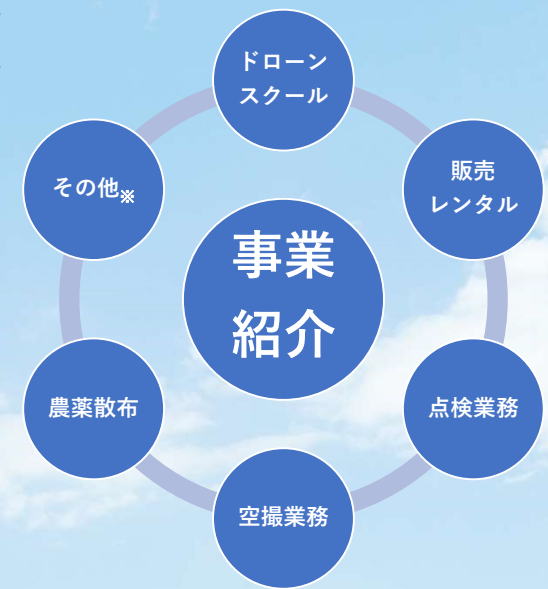 ドローン
スクール
その他※
販売
レンタル
事業
紹介
農薬散布
点検業務
空撮業務